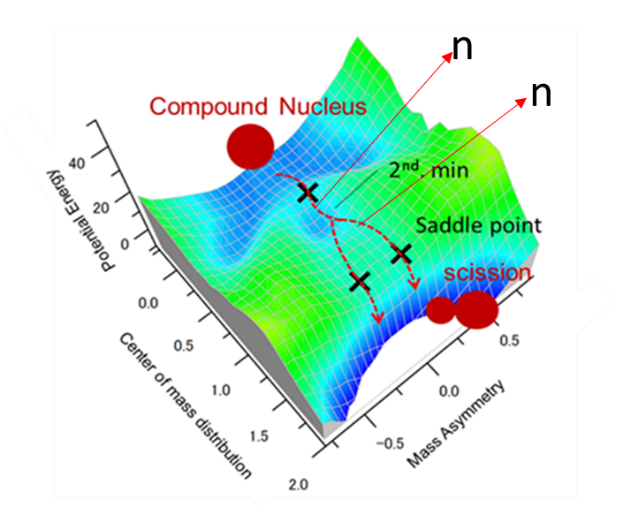 n
n
Compound Nucleus
2nd. min
Saddle point
scission
Potential Energy
40
20
0
0.0
0.5
1.0
1.5
2.0
Center of mass distribution
-0.5
0.0
0.5
Mass Asymmetry